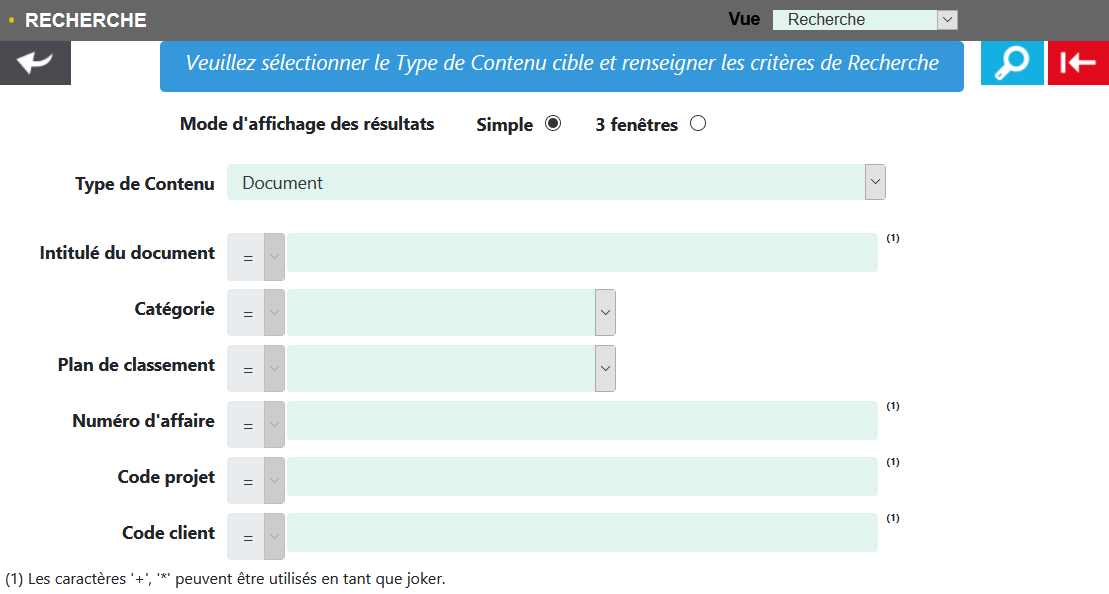 • RECHERCHE
Vue Recherche
Veuillez sélectionner le Type de Contenu cible et renseigner les critères de Recherche
Mode d'affichage des résultats Simple 3 fenêtres
Type de Contenu Document
Intitulé du document = (1)
Catégorie =
Plan de classement =
Numéro d'affaire = (1)
Code projet = (1)
Code client = (1)
(1) Les caractères '+', '*' peuvent être utilisés en tant que joker.